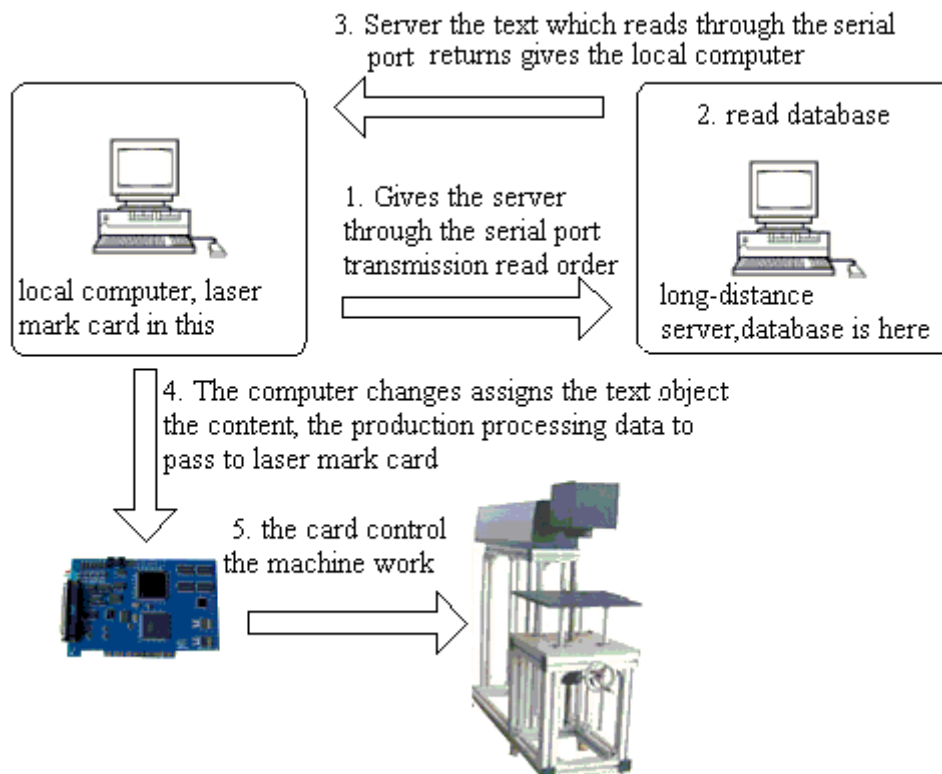 3. Server the text which reads through the serial
port returns gives the local computer
2. read database
1. Gives the server
through the serial port
transmission read order
local computer, laser
mark card in this
long-distance
server,database is here
4. The computer changes assigns the text object
the content, the production processing data to
pass to laser mark card
5. the card control
the machine work